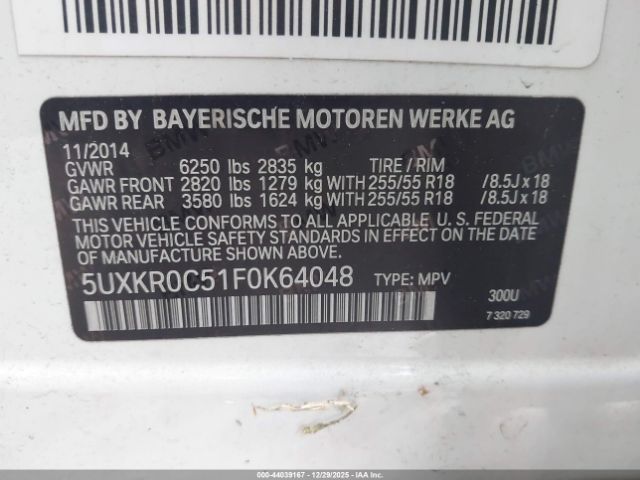 MFD BY BAYERISCHE MOTOREN WERKE AG
11/2014
GVWR 6250 lbs 2835 kg TIRE / RIM
GAWR FRONT 2820 lbs 1279 kg WITH 255/55 R18 /8.5J x 18
GAWR REAR 3580 lbs 1624 kg WITH 255/55 R18 /8.5J x 18
THIS VEHICLE CONFORMS TO ALL APPLICABLE U. S. FEDERAL
MOTOR VEHICLE SAFETY STANDARDS IN EFFECT ON THE DATE
OF MANUFACTURE SHOWN ABOVE.
5UXKR0C51F0K64048 TYPE: MPV
300U
7 320 729
000-44039167 - 12/29/2025 - IAAI.COM